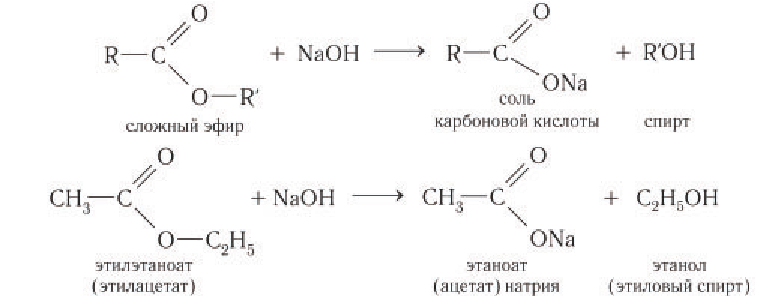 R—C(=O)—O—R′ + NaOH ⟶ R—C(=O)—ONa + R′OH
сложный эфир
соль
карбоновой кислоты
спирт
CH₃—C(=O)—O—C₂H₅ + NaOH ⟶ CH₃—C(=O)—ONa + C₂H₅OH
этилэтаноат
(этилацетат)
этаноат
(ацетат) натрия
этанол
(этиловый спирт)